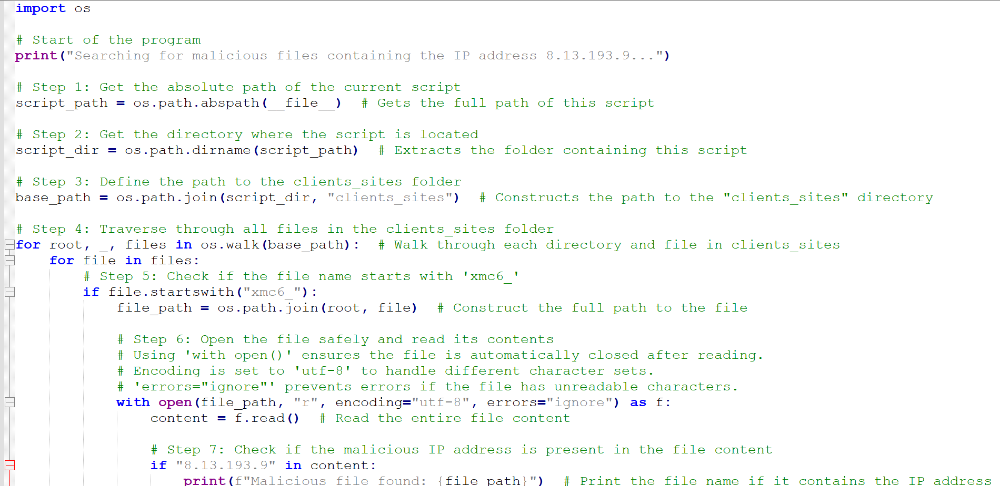 import os
# Start of the program
print("Searching for malicious files containing the IP address 8.13.193.9...")
# Step 1: Get the absolute path of the current script
script_path = os.path.abspath(__file__)  # Gets the full path of this script
# Step 2: Get the directory where the script is located
script_dir = os.path.dirname(script_path)  # Extracts the folder containing this script
# Step 3: Define the path to the clients_sites folder
base_path = os.path.join(script_dir, "clients_sites")  # Constructs the path to the "clients_sites" directory
# Step 4: Traverse through all files in the clients_sites folder
for root, _, files in os.walk(base_path):  # Walk through each directory and file in clients_sites
    for file in files:
        # Step 5: Check if the file name starts with 'xmc6_'
        if file.startswith("xmc6_"):
            file_path = os.path.join(root, file)  # Construct the full path to the file
            # Step 6: Open the file safely and read its contents
            # Using 'with open()' ensures the file is automatically closed after reading.
            # Encoding is set to 'utf-8' to handle different character sets.
            # 'errors="ignore"' prevents errors if the file has unreadable characters.
            with open(file_path, "r", encoding="utf-8", errors="ignore") as f:
                content = f.read()  # Read the entire file content
                # Step 7: Check if the malicious IP address is present in the file content
                if "8.13.193.9" in content:
                    print(f"Malicious file found: {file_path}")  # Print the file name if it contains the IP address